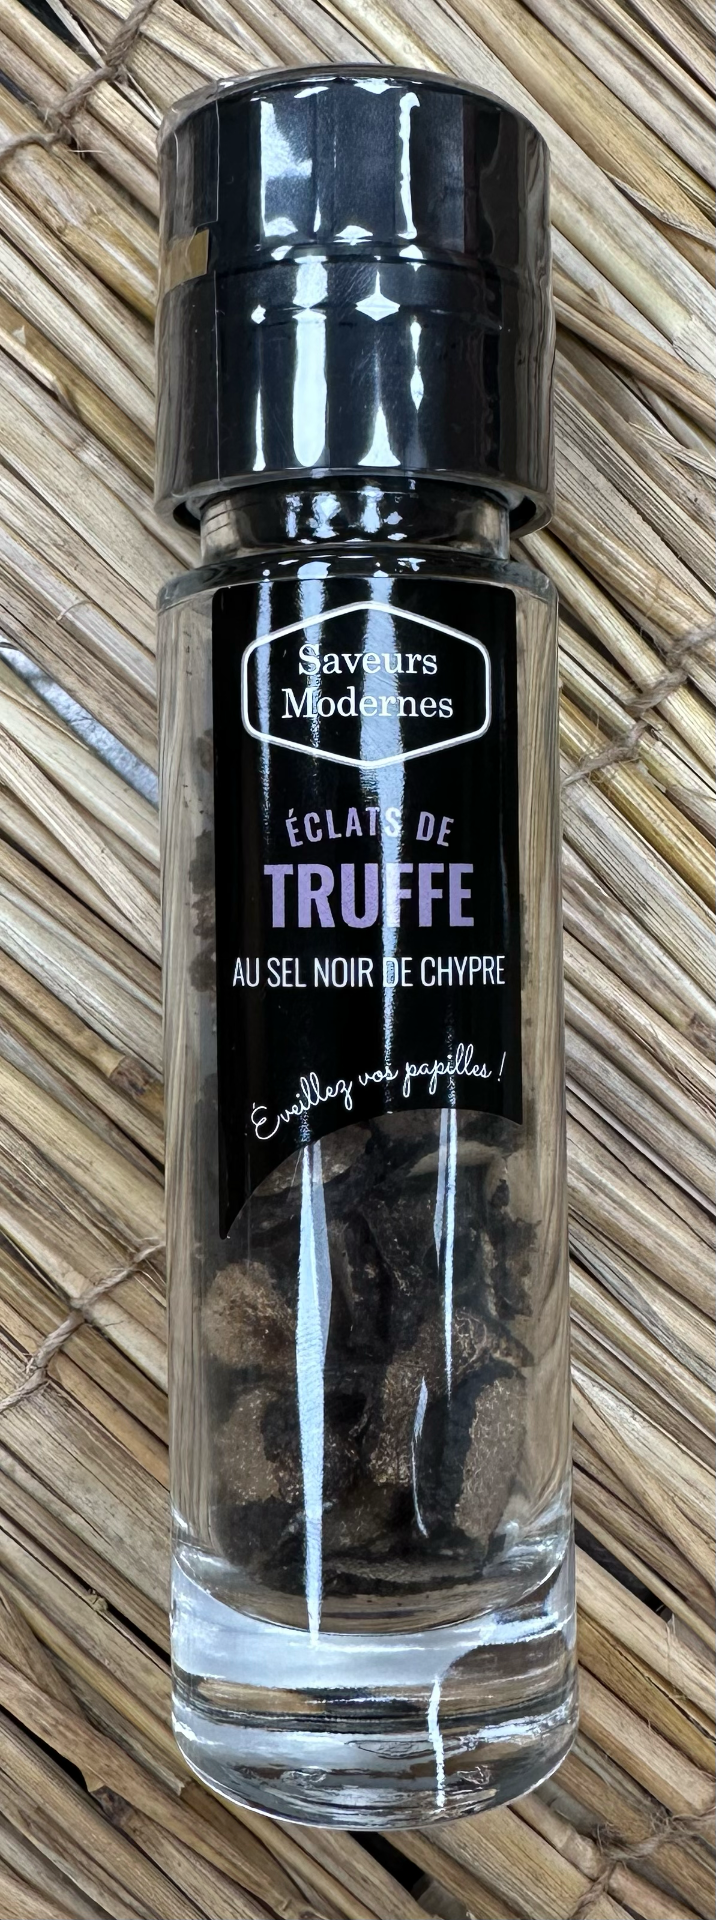 Saveurs
Modernes
ÉCLATS DE
TRUFFE
AU SEL NOIR DE CHYPRE
Éveillez vos papilles !